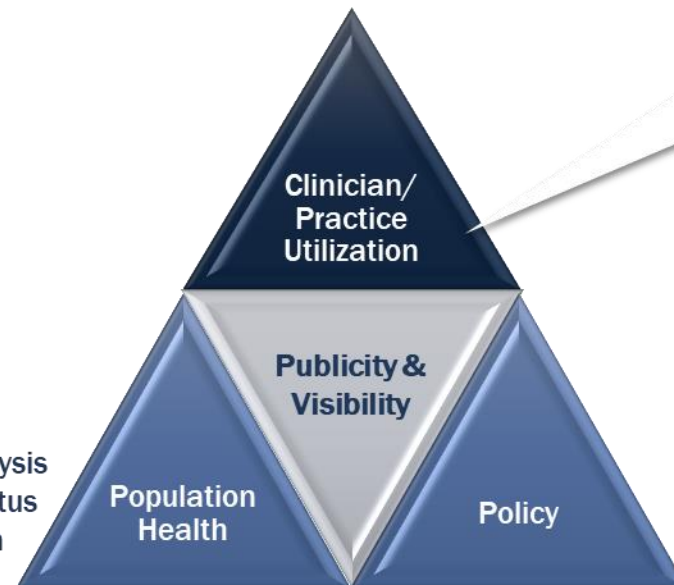 Clinician/
Practice
Utilization
Publicity &
Visibility
Population
Health
Policy